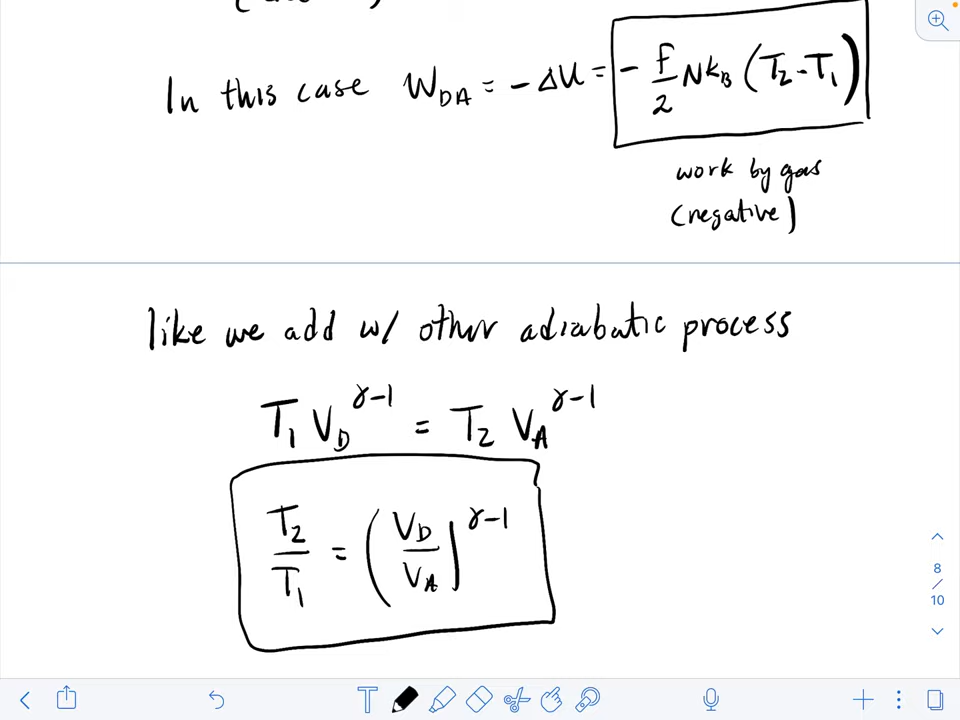 In this case W_DA = - ΔU = - f/2 N k_B (T_2 - T_1)
work by gas
(negative)
like we add w/ other adiabatic process
T_1 V_D^γ-1 = T_2 V_A^γ-1
T_2/T_1 = (V_D/V_A)^γ-1
8
/
10
T